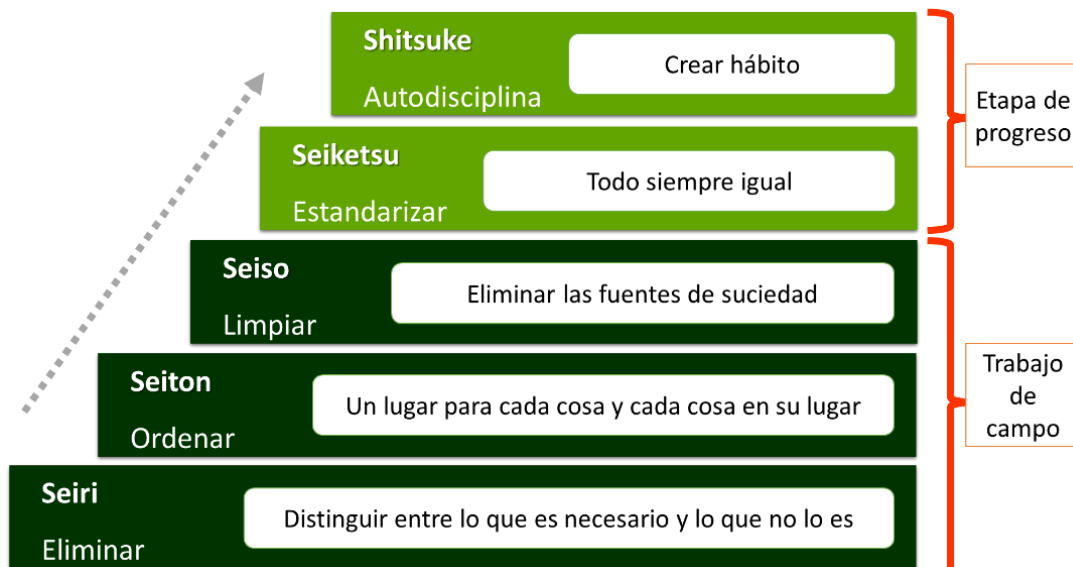 Shitsuke
Autodisciplina
Crear hábito
Seiketsu
Estandarizar
Todo siempre igual
Etapa de
progreso
Seiso
Limpiar
Eliminar las fuentes de suciedad
Seiton
Ordenar
Un lugar para cada cosa y cada cosa en su lugar
Seiri
Eliminar
Distinguir entre lo que es necesario y lo que no lo es
Trabajo
de
campo